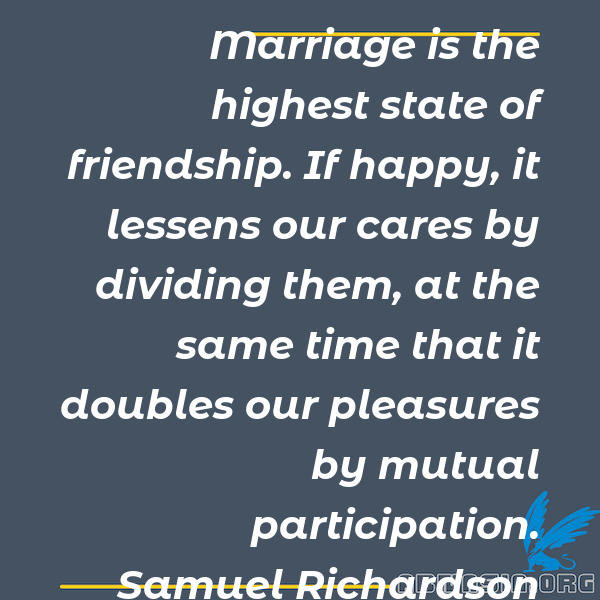 Marriage is the
highest state of
friendship. If happy, it
lessens our cares by
dividing them, at the
same time that it
doubles our pleasures
by mutual
participation.
Samuel Richardson